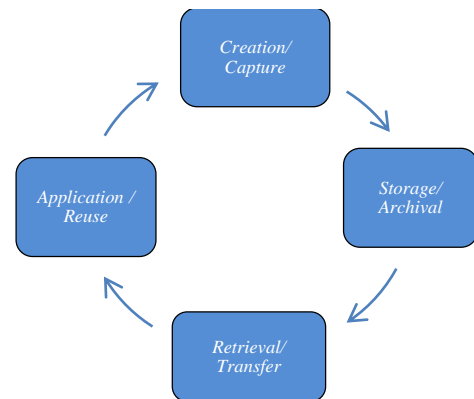 Creation/
Capture
Storage/
Archival
Retrieval/
Transfer
Application /
Reuse